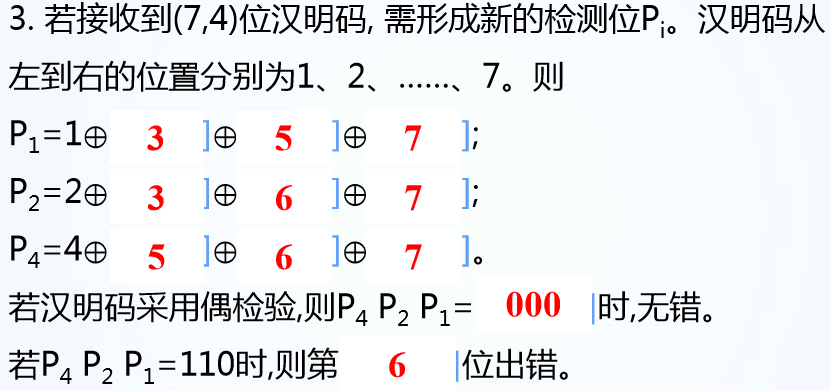 3. 若接收到(7,4)位汉明码, 需形成新的检测位Pᵢ。汉明码从
左到右的位置分别为1、2、……、7。则
P₁=1⊕ 3 ]⊕ 5 ]⊕ 7 ];
P₂=2⊕ 3 ]⊕ 6 ]⊕ 7 ];
P₄=4⊕ 5 ]⊕ 6 ]⊕ 7 ]。
若汉明码采用偶检验,则P₄ P₂ P₁= 000 |时,无错。
若P₄ P₂ P₁=110时,则第 6 |位出错。